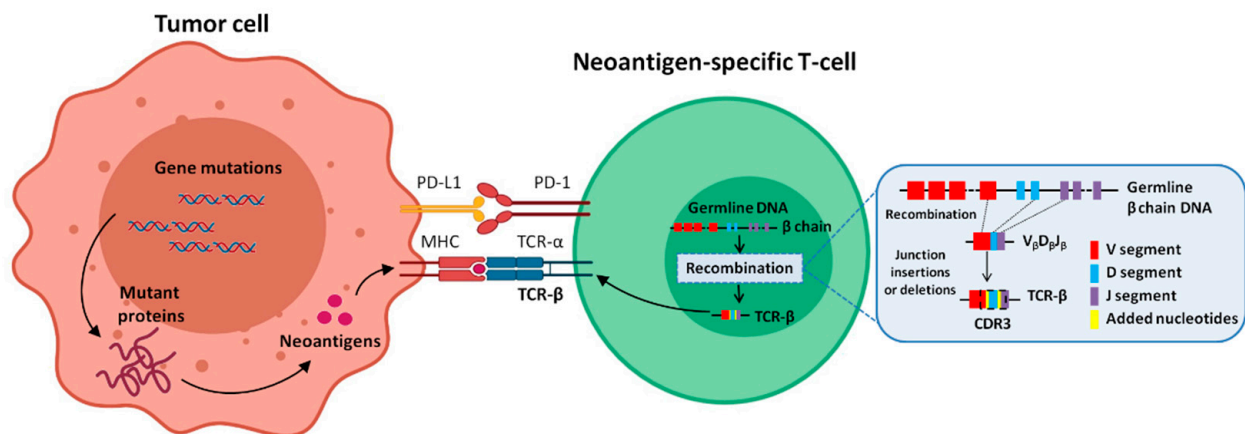 Tumor cell
Gene mutations
Mutant
proteins
Neoantigens
PD-L1
PD-1
MHC
TCR-α
TCR-β
Neoantigen-specific T-cell
Germline DNA
β chain
Recombination
TCR-β
Germline
β chain DNA
Recombination
VβDβJβ
Junction
insertions
or deletions
TCR-β
CDR3
V segment
D segment
J segment
Added nucleotides